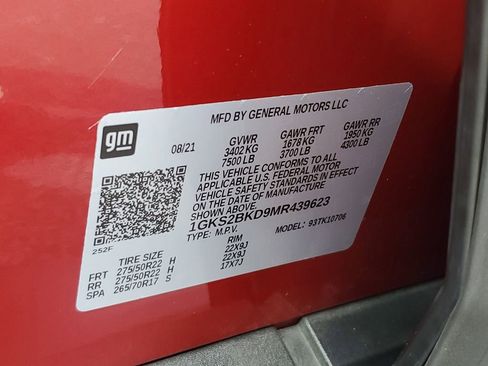 gm
MFD BY GENERAL MOTORS LLC
08/21 GVWR GAWR FRT GAWR RR
3402 KG 1678 KG 1950 KG
7500 LB 3700 LB 4300 LB
THIS VEHICLE CONFORMS TO ALL
APPLICABLE U.S. FEDERAL MOTOR
VEHICLE SAFETY STANDARDS IN EFFECT
ON THE DATE OF MANUFACTURE
SHOWN ABOVE.
1GKS2BKD9MR439623
TYPE: M.P.V. MODEL: 93TK10706
252F
TIRE SIZE RIM
FRT 275/50R22 H 22X9J
RR 275/50R22 H 22X9J
SPA 265/70R17 S 17X7J